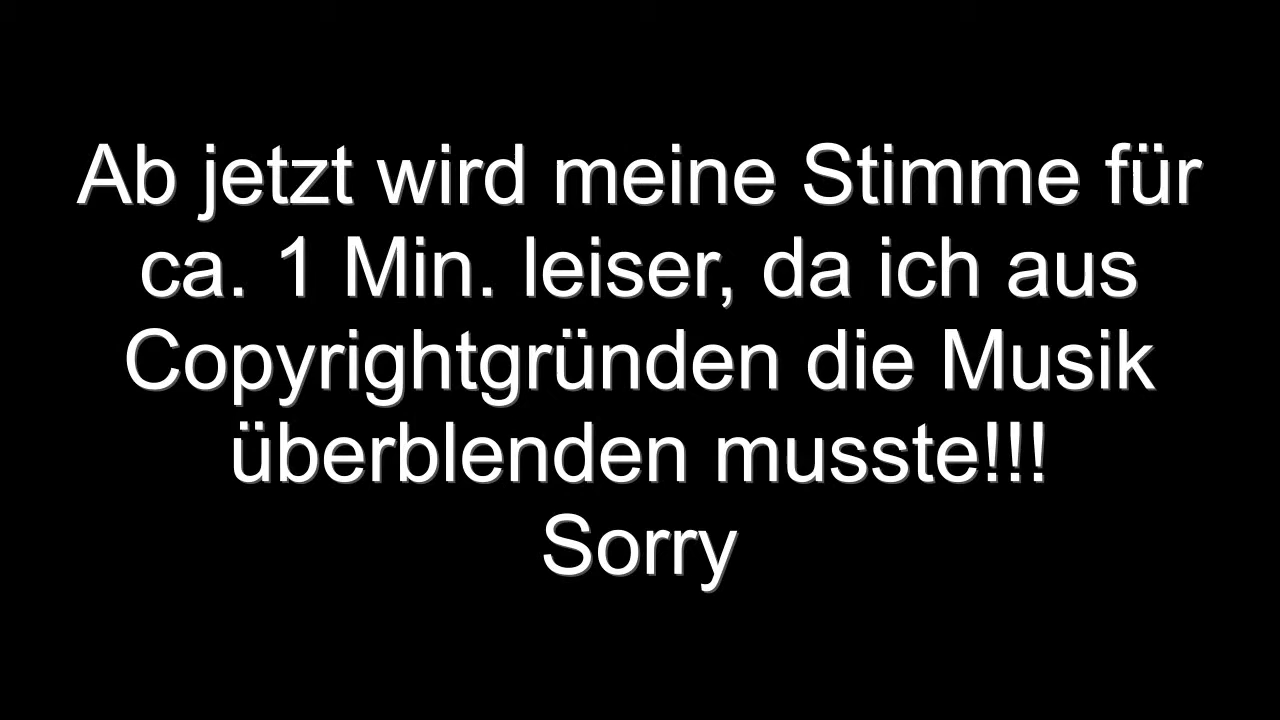 Ab jetzt wird meine Stimme für
ca. 1 Min. leiser, da ich aus
Copyrightgründen die Musik
überblenden musste!!!
Sorry